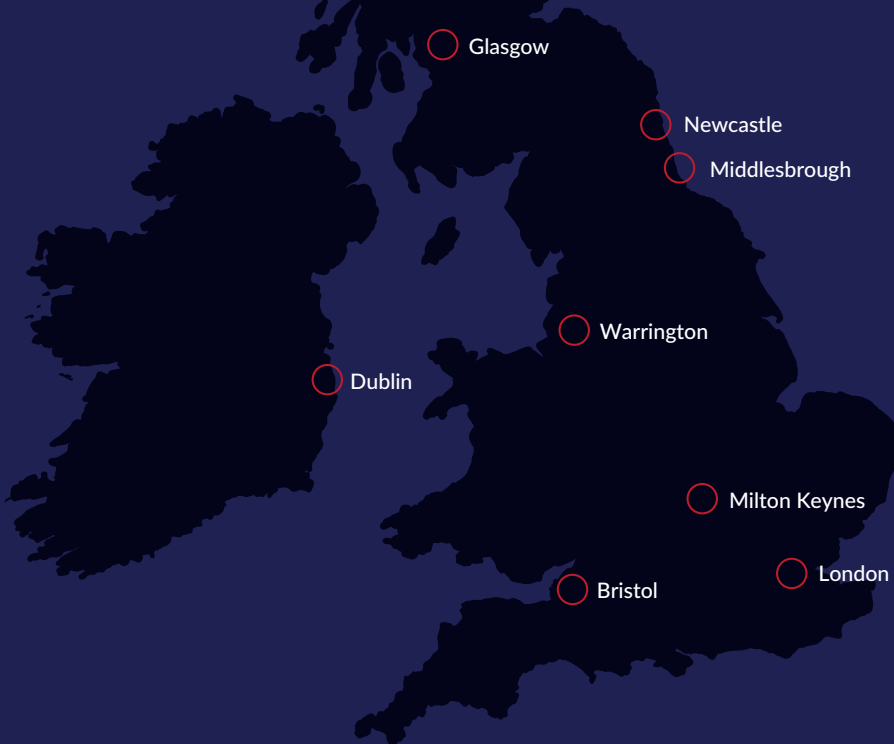 Glasgow
Newcastle
Middlesbrough
Warrington
Dublin
Milton Keynes
London
Bristol